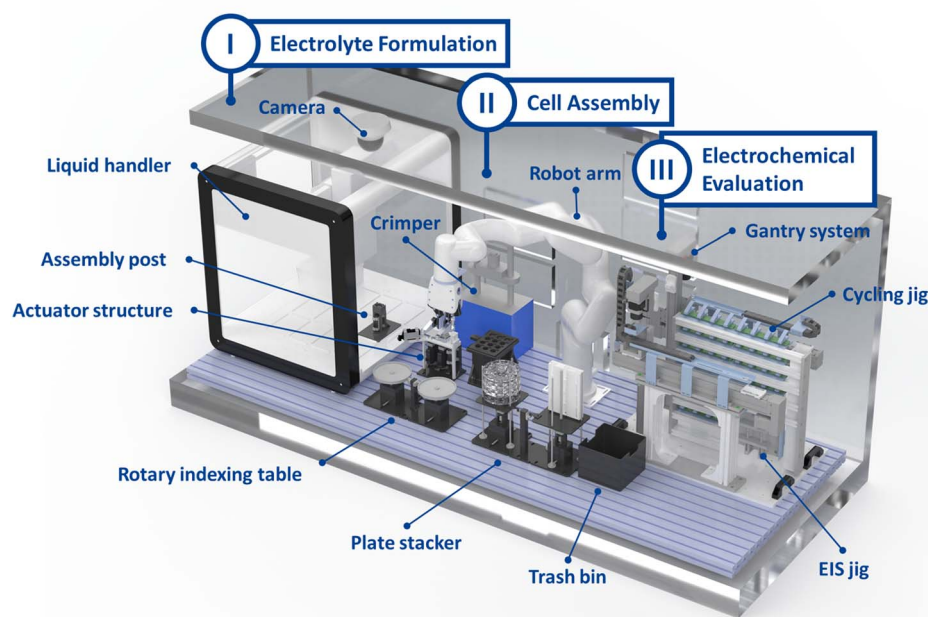 I
Electrolyte Formulation
II
Cell Assembly
III
Electrochemical
Evaluation
Camera
Liquid handler
Robot arm
Crimper
Gantry system
Assembly post
Cycling jig
Actuator structure
Rotary indexing table
Plate stacker
Trash bin
EIS jig